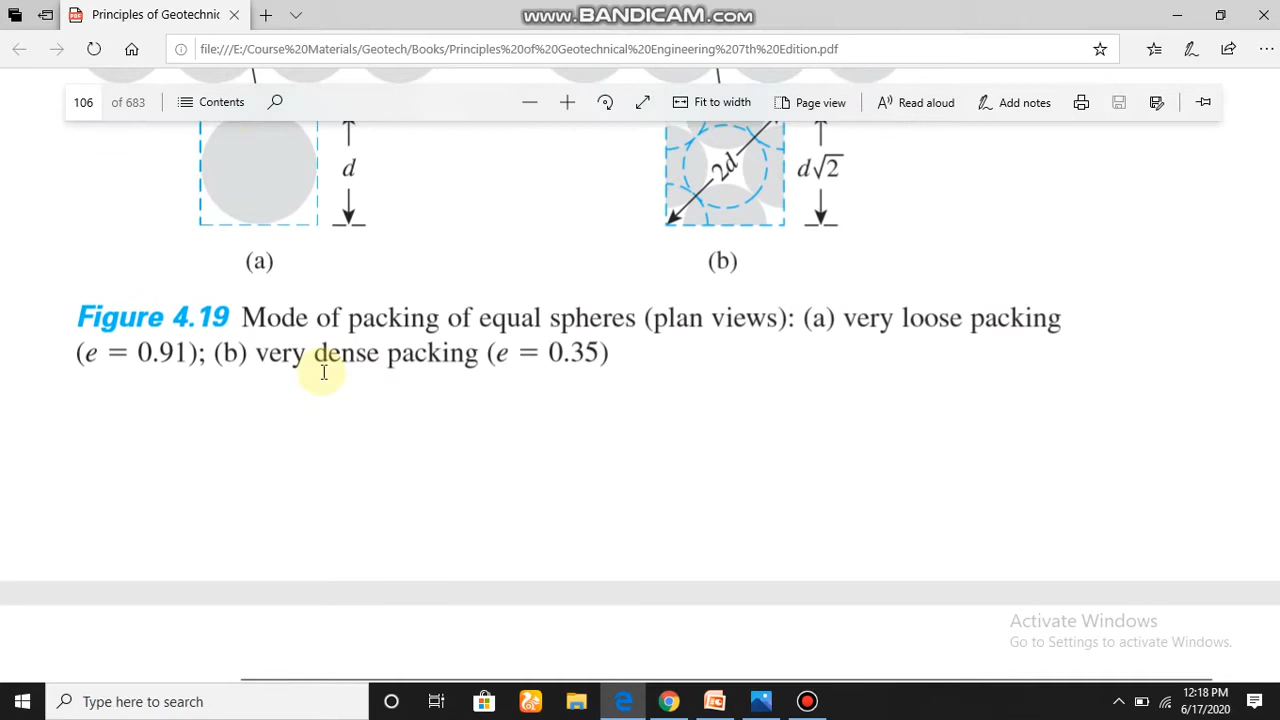 Principles of Geotechnic
www.BANDICAM.com
file:///E:/Course%20Materials/Geotech/Books/Principles%20of%20Geotechnical%20Engineering%207th%20Edition.pdf
106 of 683 Contents Fit to width Page view Read aloud Add notes
d 2d d√2
(a) (b)
Figure 4.19 Mode of packing of equal spheres (plan views): (a) very loose packing
(e = 0.91); (b) very dense packing (e = 0.35)
Activate Windows
Go to Settings to activate Windows.
Type here to search
12:18 PM
6/17/2020